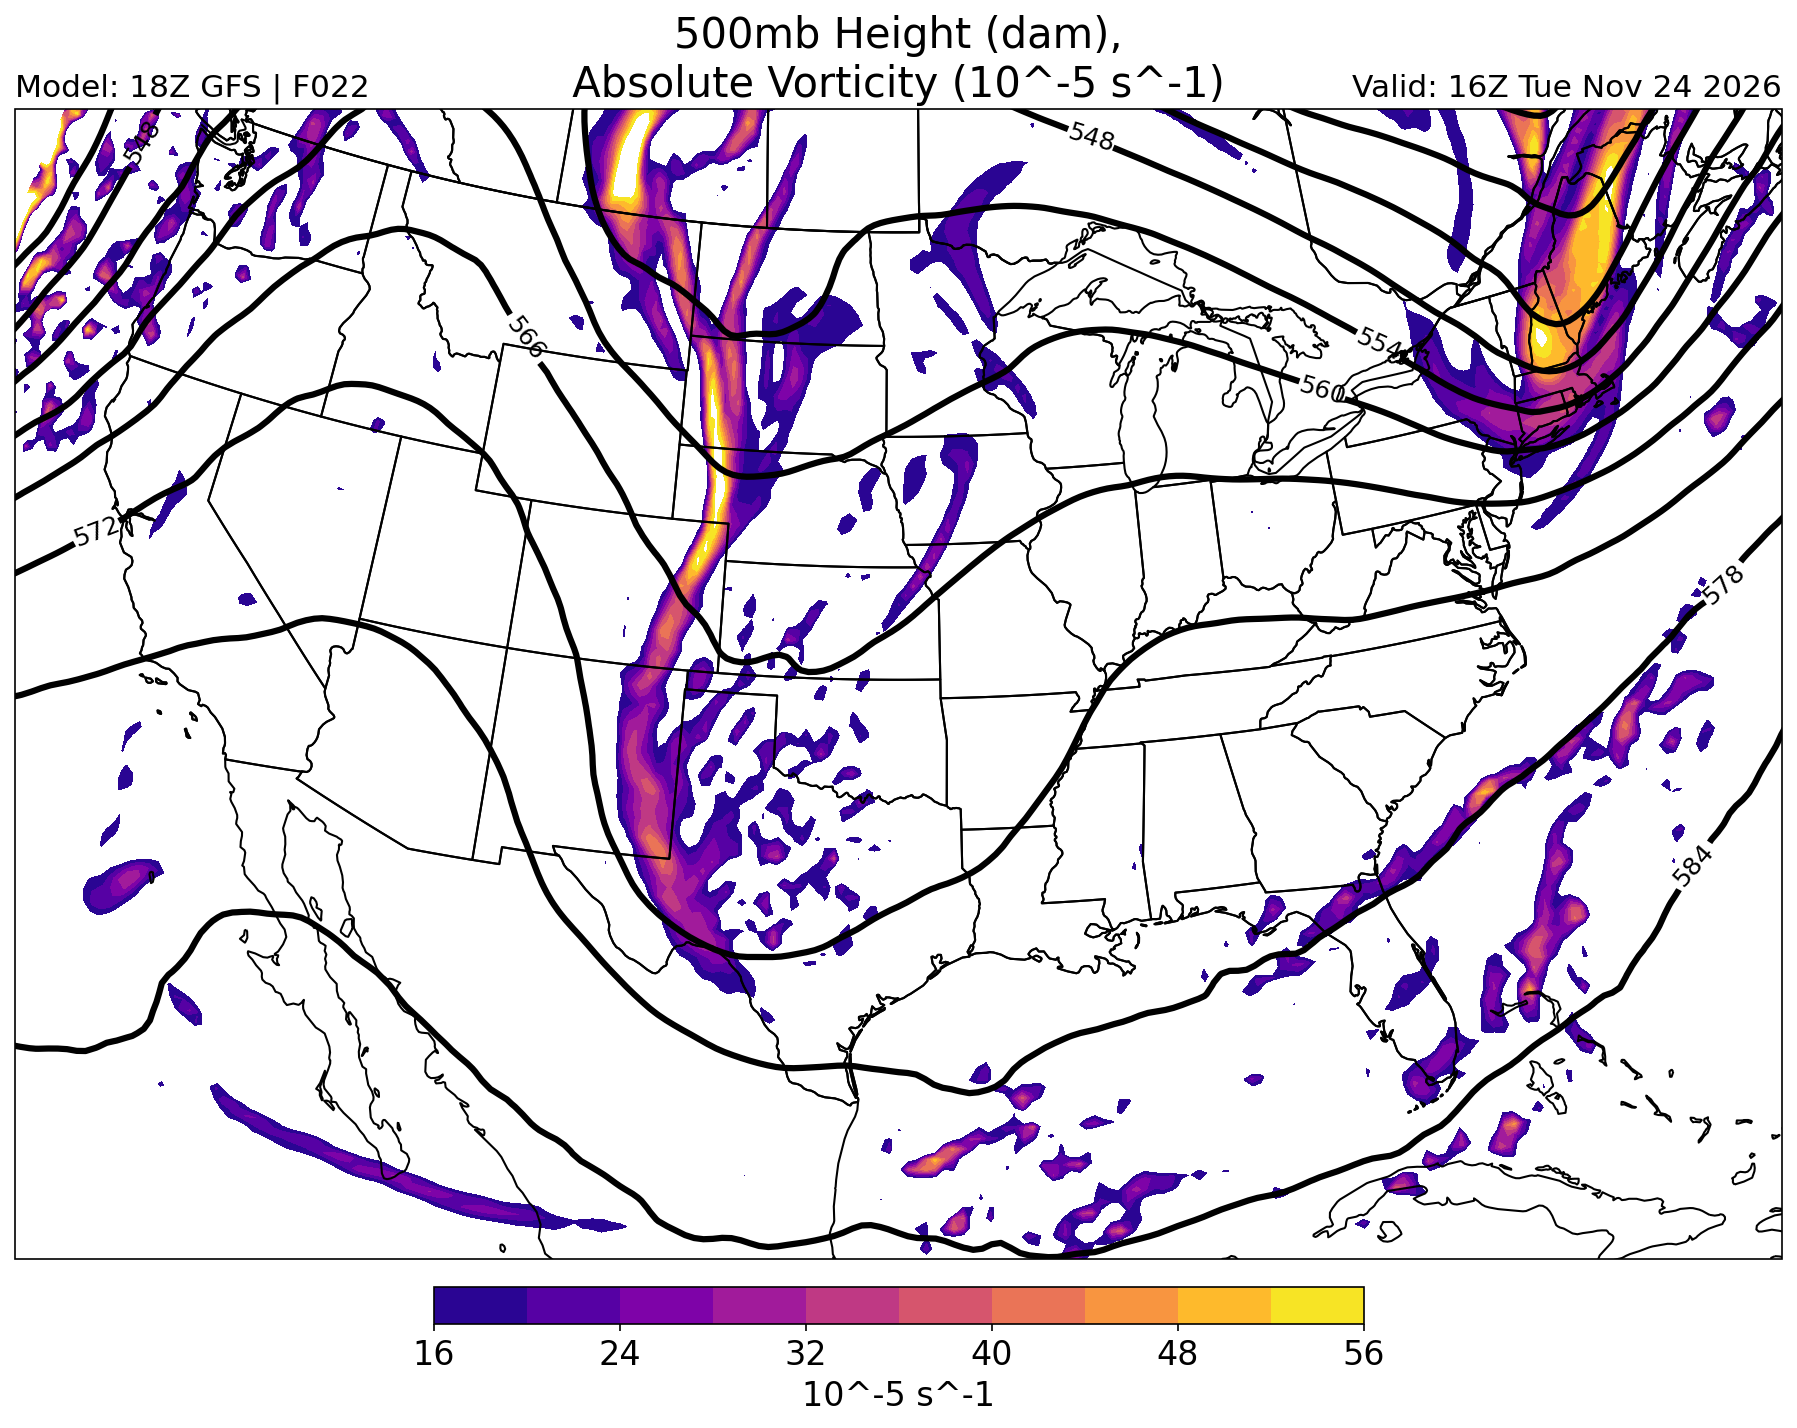 500mb Height (dam),
Absolute Vorticity (10^-5 s^-1)
Model: 18Z GFS | F022
Valid: 16Z Tue Nov 24 2026
548
548
554
560
566
572
578
584
16 24 32 40 48 56
10^-5 s^-1